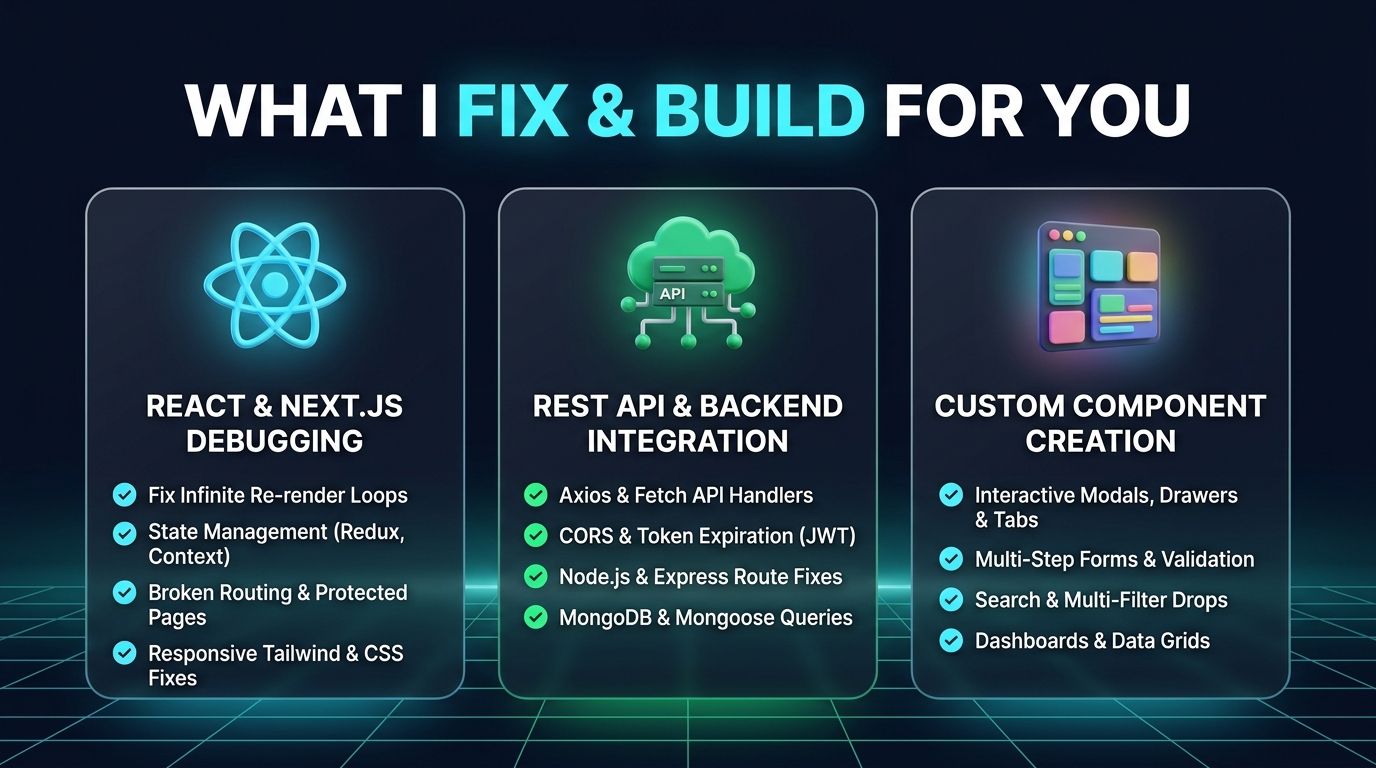 WHAT I FIX & BUILD FOR YOU
API
REACT & NEXT.JS
DEBUGGING
Fix Infinite Re-render Loops
State Management (Redux,
Context)
Broken Routing & Protected
Pages
Responsive Tailwind & CSS
Fixes
REST API & BACKEND
INTEGRATION
Axios & Fetch API Handlers
CORS & Token Expiration (JWT)
Node.js & Express Route Fixes
MongoDB & Mongoose Queries
CUSTOM COMPONENT
CREATION
Interactive Modals, Drawers
& Tabs
Multi-Step Forms & Validation
Search & Multi-Filter Drops
Dashboards & Data Grids